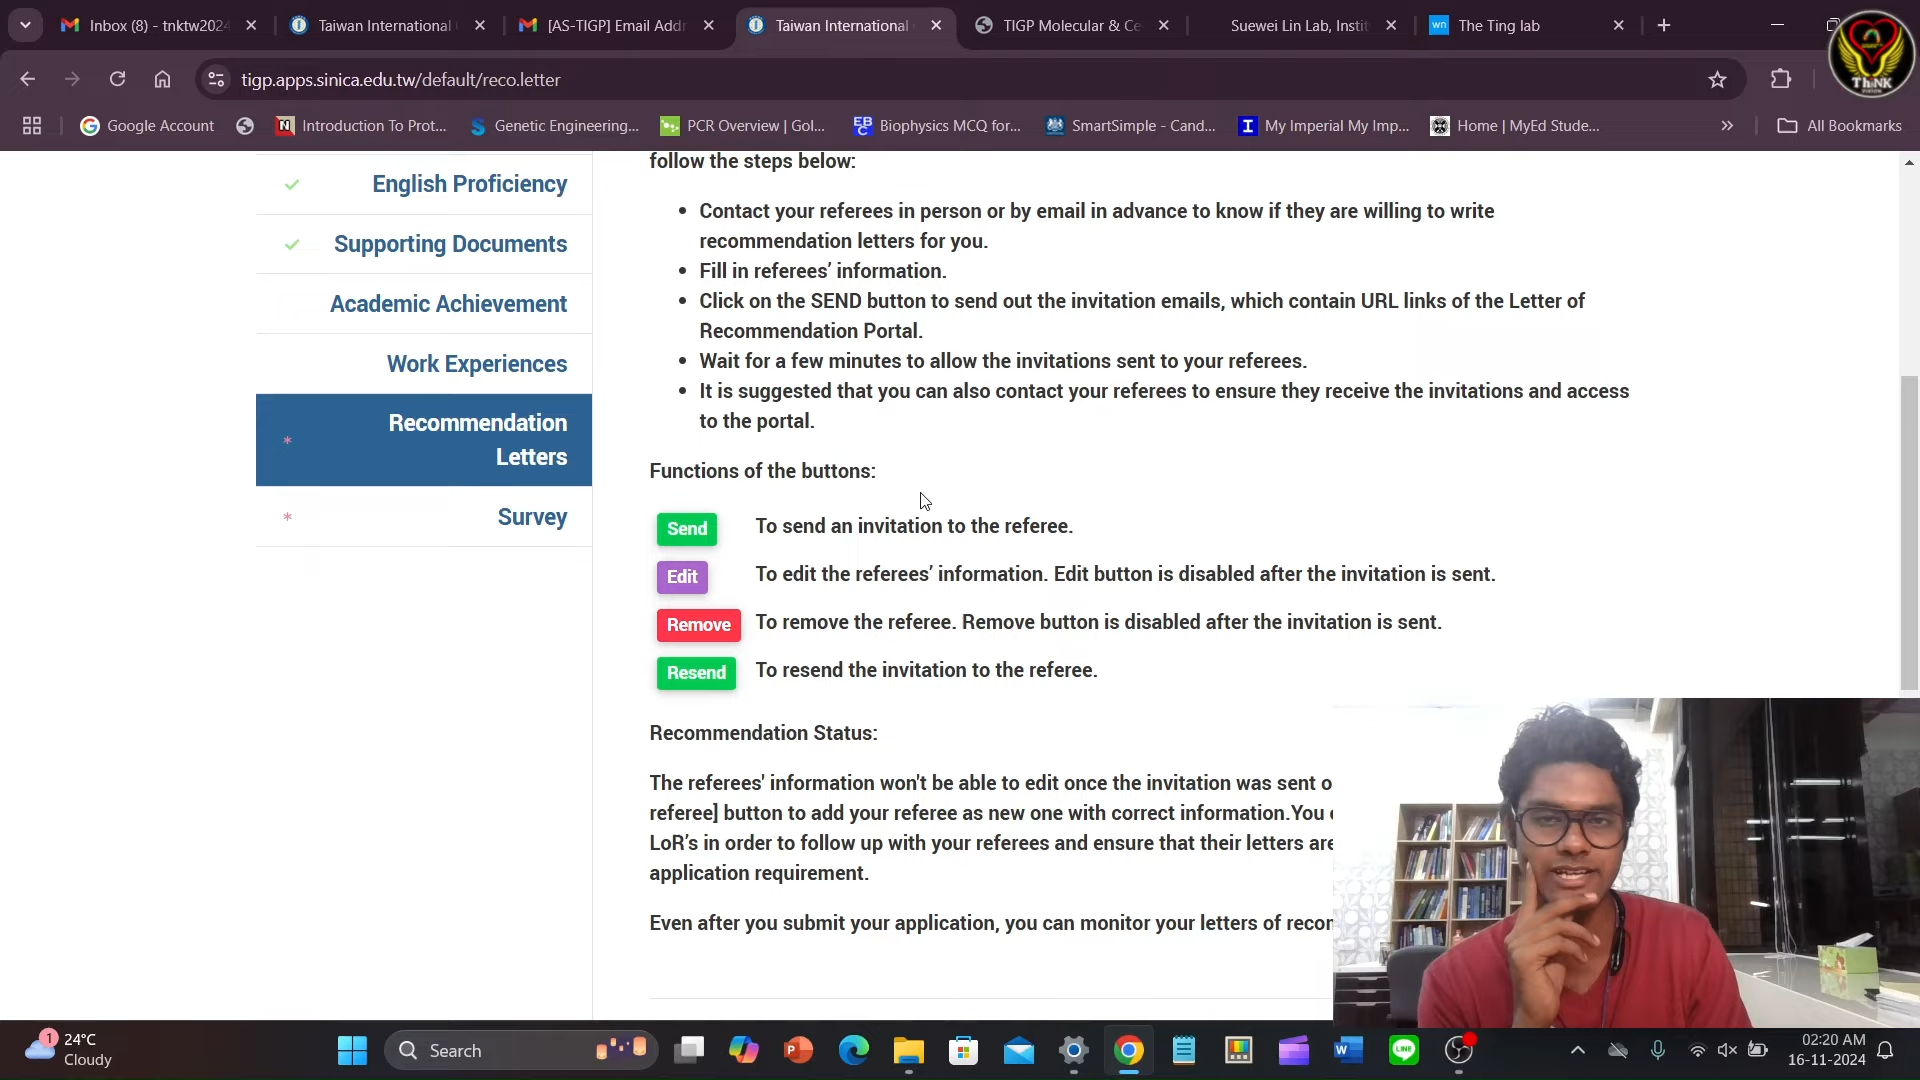 Inbox (8) - tnktw2024
Taiwan International
[AS-TIGP] Email Addr
Taiwan International
TIGP Molecular & Ce
Suewei Lin Lab, Instit
wn
The Ting lab
tigp.apps.sinica.edu.tw/default/reco.letter
ThiNK
Google Account
Introduction To Prot...
Genetic Engineering...
PCR Overview | Gol...
EBC
Biophysics MCQ for...
SmartSimple - Cand...
My Imperial My Imp...
Home | MyEd Stude...
All Bookmarks
English Proficiency
Supporting Documents
Academic Achievement
Work Experiences
* Recommendation
Letters
* Survey
follow the steps below:
• Contact your referees in person or by email in advance to know if they are willing to write
recommendation letters for you.
• Fill in referees’ information.
• Click on the SEND button to send out the invitation emails, which contain URL links of the Letter of
Recommendation Portal.
• Wait for a few minutes to allow the invitations sent to your referees.
• It is suggested that you can also contact your referees to ensure they receive the invitations and access
to the portal.
Functions of the buttons:
Send To send an invitation to the referee.
Edit To edit the referees’ information. Edit button is disabled after the invitation is sent.
Remove To remove the referee. Remove button is disabled after the invitation is sent.
Resend To resend the invitation to the referee.
Recommendation Status:
The referees' information won't be able to edit once the invitation was sent o
referee] button to add your referee as new one with correct information.You
LoR’s in order to follow up with your referees and ensure that their letters are
application requirement.
Even after you submit your application, you can monitor your letters of recor
1
24°C
Cloudy
Search
LINE
02:20 AM
16-11-2024